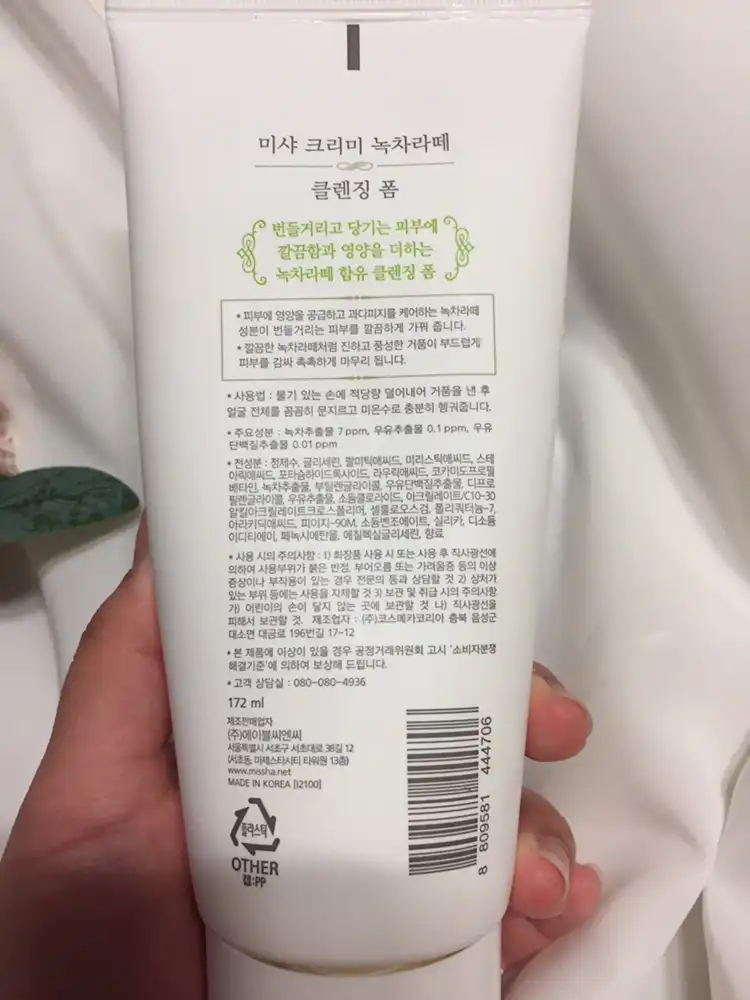 미샤 크리미 녹차라떼
클렌징 폼
번들거리고 당기는 피부에
깔끔함과 영양을 더하는
녹차라떼 함유 클렌징 폼
• 피부에 영양을 공급하고 과다피지를 케어하는 녹차라떼
성분이 번들거리는 피부를 깔끔하게 가꿔 줍니다.
• 깔끔한 녹차라떼처럼 진하고 풍성한 거품이 부드럽게
피부를 감싸 촉촉하게 마무리 됩니다.
• 사용법 : 물기 있는 손에 적당량 덜어내어 거품을 낸 후
얼굴 전체를 꼼꼼히 문지르고 미온수로 충분히 헹궈줍니다.
• 주요성분 : 녹차추출물 7 ppm, 우유추출물 0.1 ppm, 우유
단백질추출물 0.01 ppm
• 전성분 : 정제수, 글리세린, 팔미틱애씨드, 미리스틱애씨드, 스테
아릭애씨드, 포타슘하이드록사이드, 라우릭애씨드, 코카미도프로필
베타인, 녹차추출물, 부틸렌글라이콜, 우유단백질추출물, 디프로
필렌글라이콜, 우유추출물, 소듐클로라이드, 아크릴레이트/C10-30
알킬아크릴레이트크로스폴리머, 셀룰로오스검, 폴리쿼터늄-7,
아라키딕애씨드, 피이지-90M, 소듐벤조에이트, 실리카, 디소듐
이디티에이, 페녹시에탄올, 에칠헥실글리세린, 향료
• 사용 시의 주의사항 : 1) 화장품 사용 시 또는 사용 후 직사광선에
의하여 사용부위가 붉은 반점, 부어오름 또는 가려움증 등의 이상
증상이나 부작용이 있는 경우 전문의 등과 상담할 것 2) 상처가
있는 부위 등에는 사용을 자제할 것 3) 보관 및 취급 시의 주의사항
가) 어린이의 손이 닿지 않는 곳에 보관할 것 나) 직사광선을
피해서 보관할 것. 제조업자 : (주)코스메카코리아 충북 음성군
대소면 대금로 196번길 17-12
• 본 제품에 이상이 있을 경우 공정거래위원회 고시 '소비자분쟁
해결기준'에 의하여 보상해 드립니다.
• 고객 상담실 : 080-080-4936
172 ml
제조판매업자
(주)에이블씨엔씨
서울특별시 서초구 서초대로 38길 12
(서초동, 마제스타시티 타워원 13층)
www.missha.net
MADE IN KOREA [I2100]
플라스틱
OTHER
캡:PP
8 809581 444706